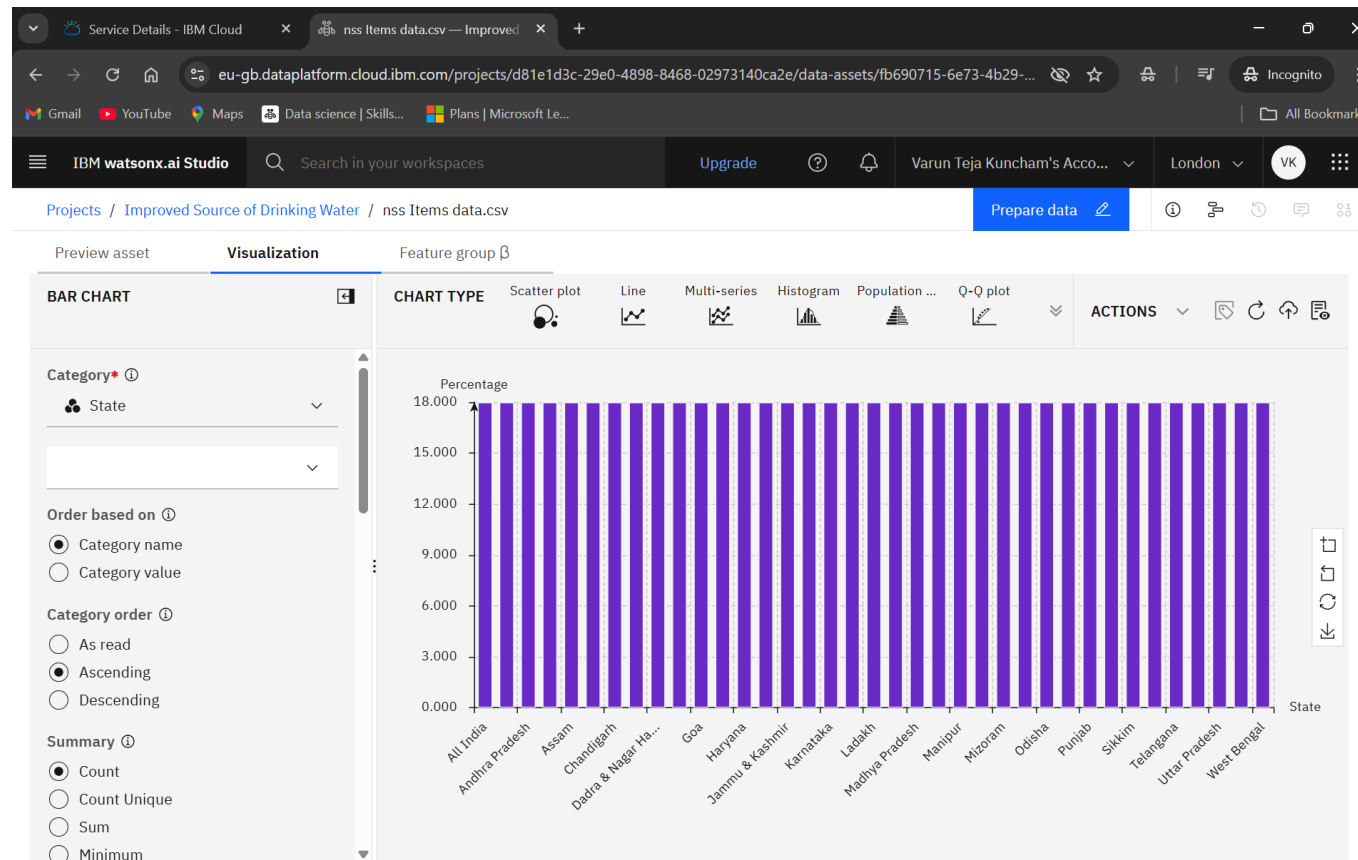 Service Details - IBM Cloud
nss Items data.csv — Improved
eu-gb.dataplatform.cloud.ibm.com/projects/d81e1d3c-29e0-4898-8468-02973140ca2e/data-assets/fb690715-6e73-4b29-...
Incognito
Gmail YouTube Maps Data science | Skills... Plans | Microsoft Le...
All Bookmark
IBM watsonx.ai Studio
Search in your workspaces
Upgrade
Varun Teja Kuncham's Acco...
London
VK
Projects / Improved Source of Drinking Water / nss Items data.csv
Prepare data
Preview asset Visualization Feature group β
BAR CHART
CHART TYPE
Scatter plot Line Multi-series Histogram Population ... Q-Q plot
ACTIONS
Category*
State
Order based on
Category name
Category value
Category order
As read
Ascending
Descending
Summary
Count
Count Unique
Sum
Minimum
Percentage
18.000
15.000
12.000
9.000
6.000
3.000
0.000
State
All India
Andhra Pradesh
Assam
Chandigarh
Dadra & Nagar Ha...
Goa
Haryana
Jammu & Kashmir
Karnataka
Ladakh
Madhya Pradesh
Manipur
Mizoram
Odisha
Punjab
Sikkim
Telangana
Uttar Pradesh
West Bengal